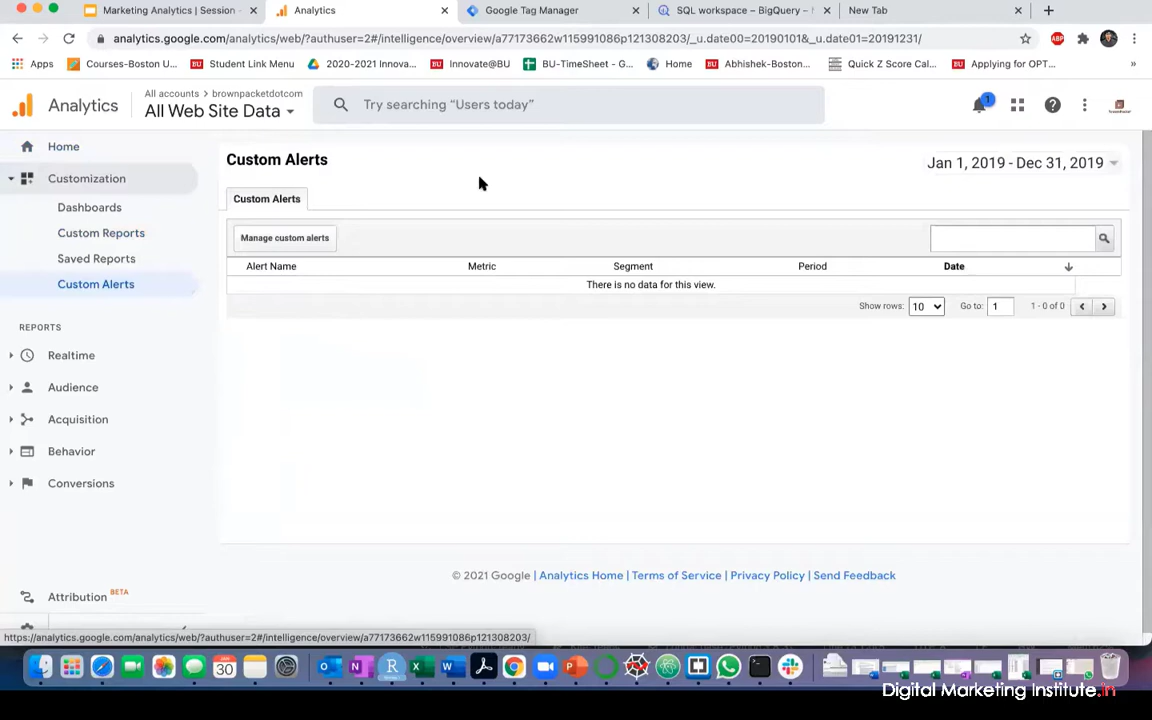 Marketing Analytics | Session -
Analytics
Google Tag Manager
SQL workspace – BigQuery – f
New Tab
analytics.google.com/analytics/web/?authuser=2#/intelligence/overview/a77173662w115991086p121308203/_u.date00=20190101&_u.date01=20191231/
Apps
Courses-Boston U...
Student Link Menu
2020-2021 Innova...
Innovate@BU
BU-TimeSheet - G...
Home
Abhishek-Boston...
Quick Z Score Cal...
Applying for OPT...
»
Analytics
All accounts > brownpacketdotcom
All Web Site Data
Try searching “Users today”
1
Home
Customization
Dashboards
Custom Reports
Saved Reports
Custom Alerts
REPORTS
Realtime
Audience
Acquisition
Behavior
Conversions
Attribution BETA
Custom Alerts
Jan 1, 2019 - Dec 31, 2019
Custom Alerts
Manage custom alerts
Alert Name Metric Segment Period Date
There is no data for this view.
Show rows: 10 Go to: 1 1 - 0 of 0
© 2021 Google | Analytics Home | Terms of Service | Privacy Policy | Send Feedback
https://analytics.google.com/analytics/web/?authuser=2#/intelligence/overview/a77173662w115991086p121308203/
30
Digital Marketing Institute.in